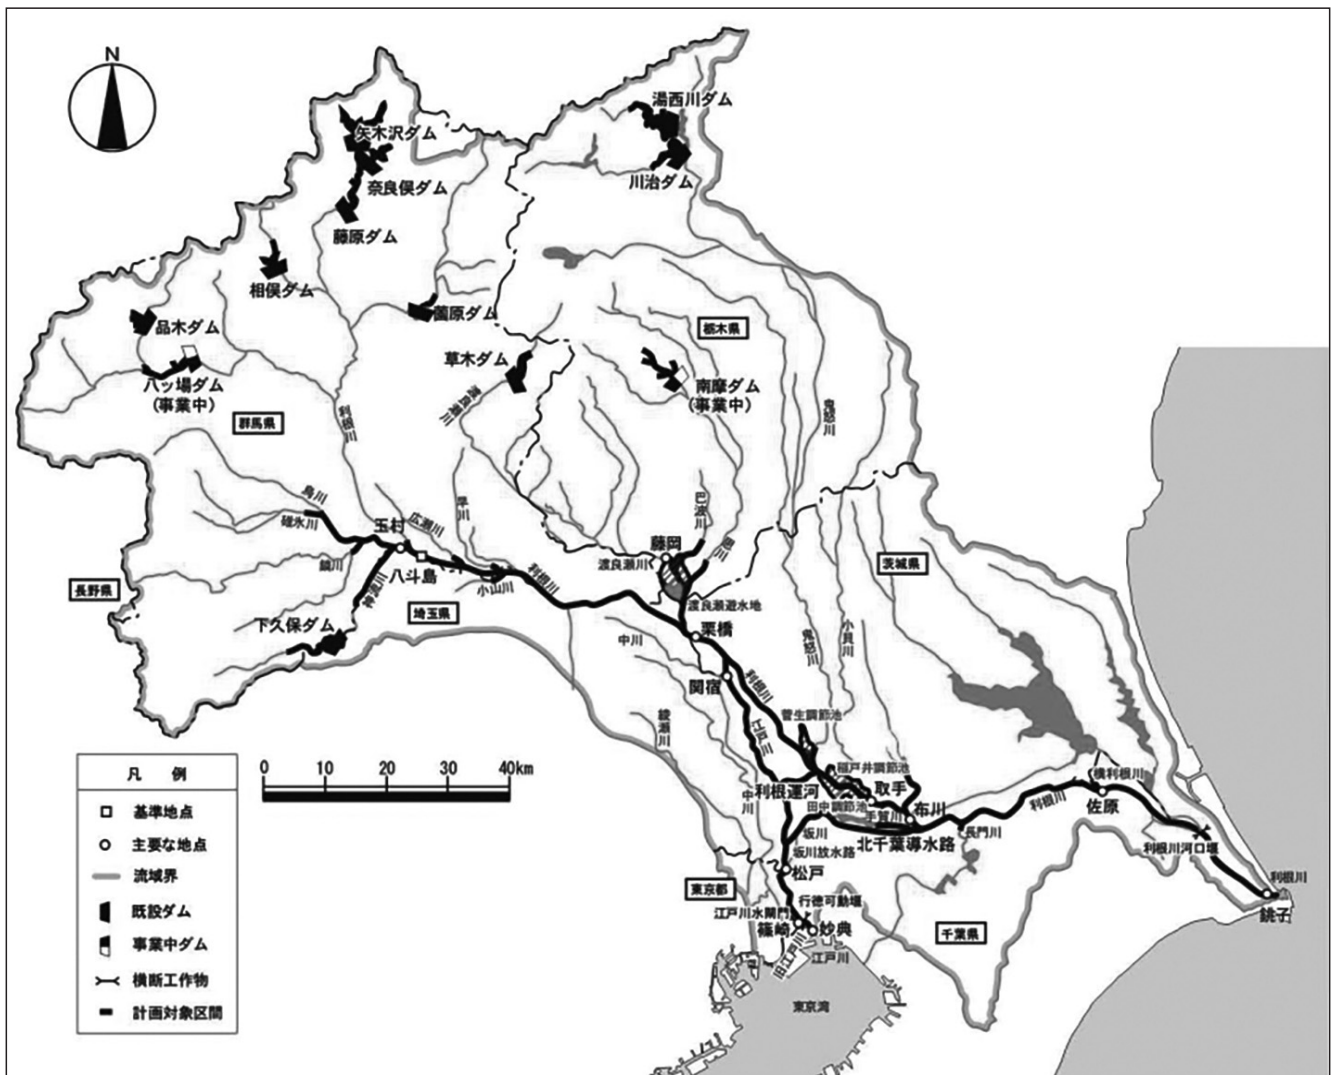 N
湯西川ダム
矢木沢ダム
奈良俣ダム
川治ダム
藤原ダム
相俣ダム
薗原ダム
品木ダム
栃木県
草木ダム
八ッ場ダム
(事業中)
南摩ダム
(事業中)
渡良瀬川
利根川
鬼怒川
群馬県
烏川
碓氷川
玉村
広瀬川
早川
巴波川
思川
藤岡
渡良瀬川
鏑川
神流川
八斗島
小山川
利根川
茨城県
長野県
埼玉県
渡良瀬遊水地
下久保ダム
中川
栗橋
鬼怒川
小貝川
関宿
利根川
綾瀬川
江戸川
菅生調節池
凡 例
基準地点
主要な地点
流域界
既設ダム
事業中ダム
横断工作物
計画対象区間
0 10 20 30 40km
稲戸井調節池
利根運河
取手
中川
田中調節池
手賀川
布川
利根川
横利根川
佐原
坂川
北千葉導水路
長門川
坂川放水路
利根川河口堰
松戸
東京都
行徳可動堰
江戸川水閘門
篠崎
妙典
旧江戸川
江戸川
千葉県
利根川
銚子
東京湾